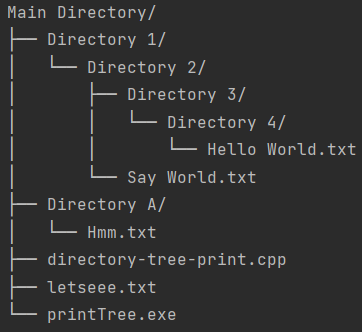 Main Directory/
├── Directory 1/
│   └── Directory 2/
│       ├── Directory 3/
│       │   └── Directory 4/
│       │       └── Hello World.txt
│       └── Say World.txt
├── Directory A/
│   └── Hmm.txt
├── directory-tree-print.cpp
├── letseee.txt
└── printTree.exe